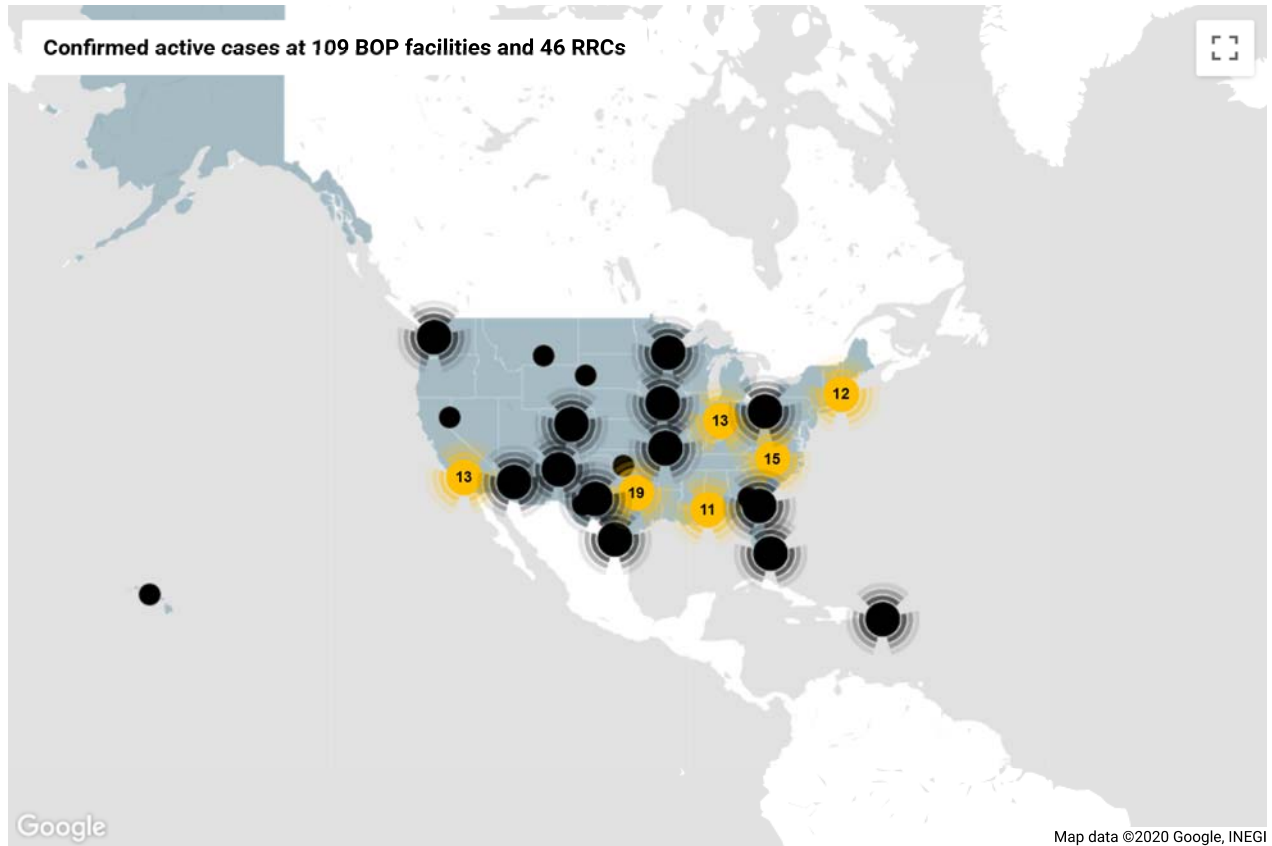 Confirmed active cases at 109 BOP facilities and 46 RRCs
12
13
15
13
19
11
Google
Map data ©2020 Google, INEGI